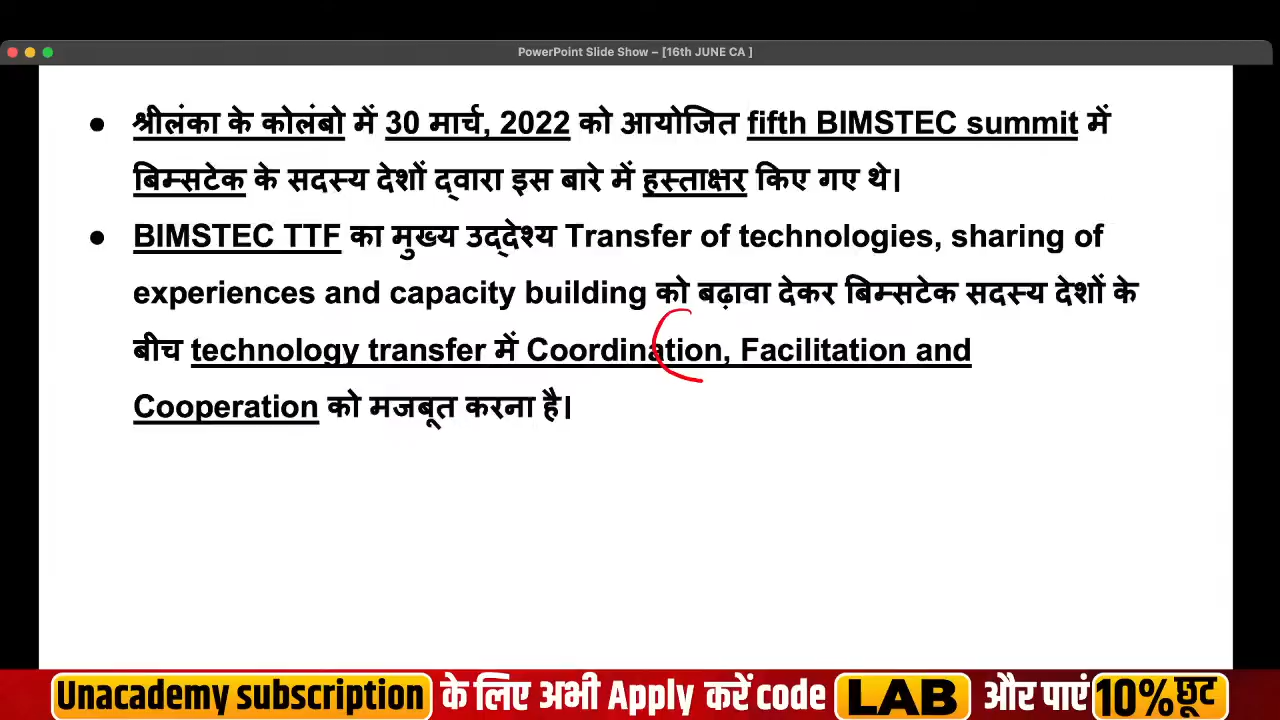 PowerPoint Slide Show – [16th JUNE CA ]
● श्रीलंका के कोलंबो में 30 मार्च, 2022 को आयोजित fifth BIMSTEC summit में
बिम्सटेक के सदस्य देशों द्वारा इस बारे में हस्ताक्षर किए गए थे।
● BIMSTEC TTF का मुख्य उद्देश्य Transfer of technologies, sharing of
experiences and capacity building को बढ़ावा देकर बिम्सटेक सदस्य देशों के
बीच technology transfer में Coordination, Facilitation and
Cooperation को मजबूत करना है।
Unacademy subscription के लिए अभी Apply करें code LAB और पाएं 10% छूट